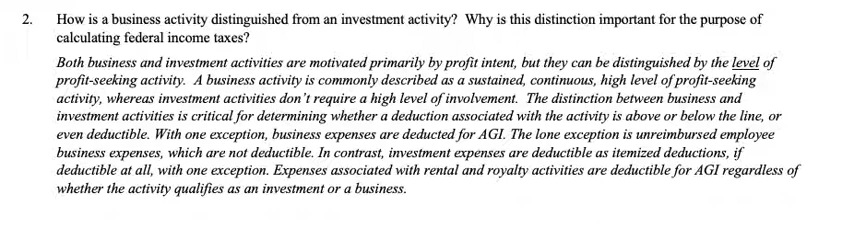 2. How is a business activity distinguished from an investment activity? Why is this distinction important for the purpose of
calculating federal income taxes?
Both business and investment activities are motivated primarily by profit intent, but they can be distinguished by the level of
profit-seeking activity. A business activity is commonly described as a sustained, continuous, high level of profit-seeking
activity, whereas investment activities don't require a high level of involvement. The distinction between business and
investment activities is critical for determining whether a deduction associated with the activity is above or below the line, or
even deductible. With one exception, business expenses are deducted for AGI. The lone exception is unreimbursed employee
business expenses, which are not deductible. In contrast, investment expenses are deductible as itemized deductions, if
deductible at all, with one exception. Expenses associated with rental and royalty activities are deductible for AGI regardless of
whether the activity qualifies as an investment or a business.